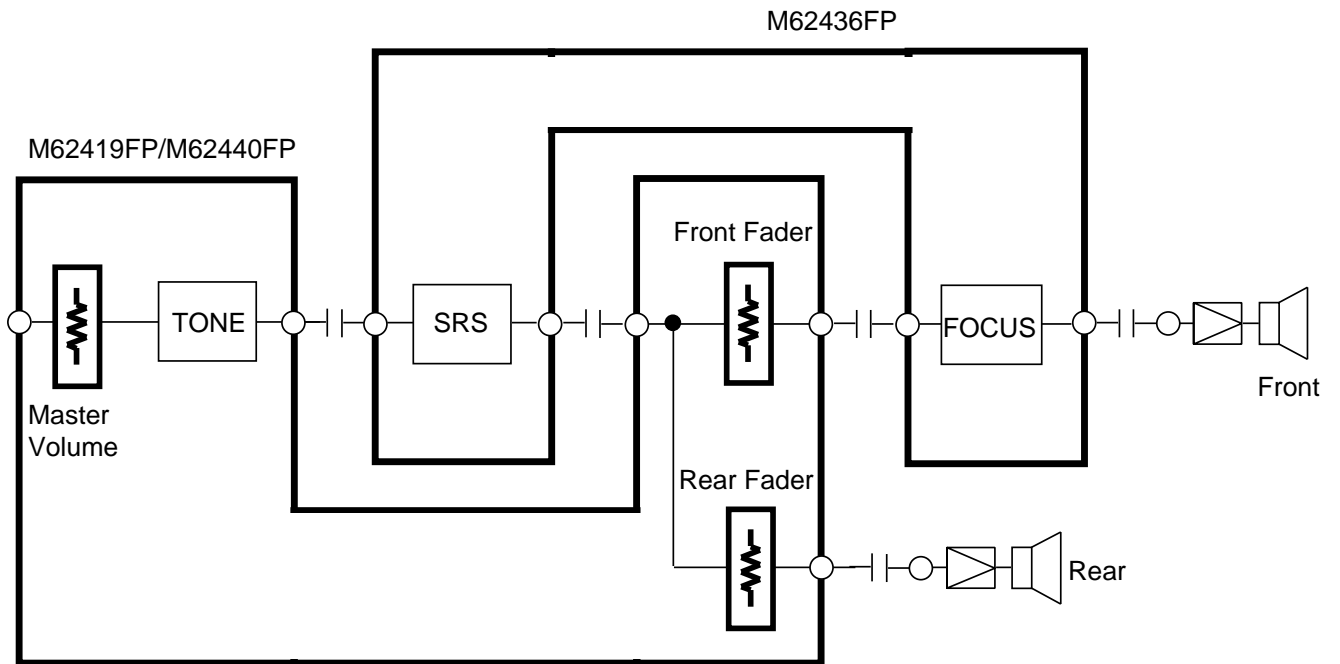 M62436FP
M62419FP/M62440FP
Front Fader
TONE
SRS
FOCUS
Master
Volume
Front
Rear Fader
Rear